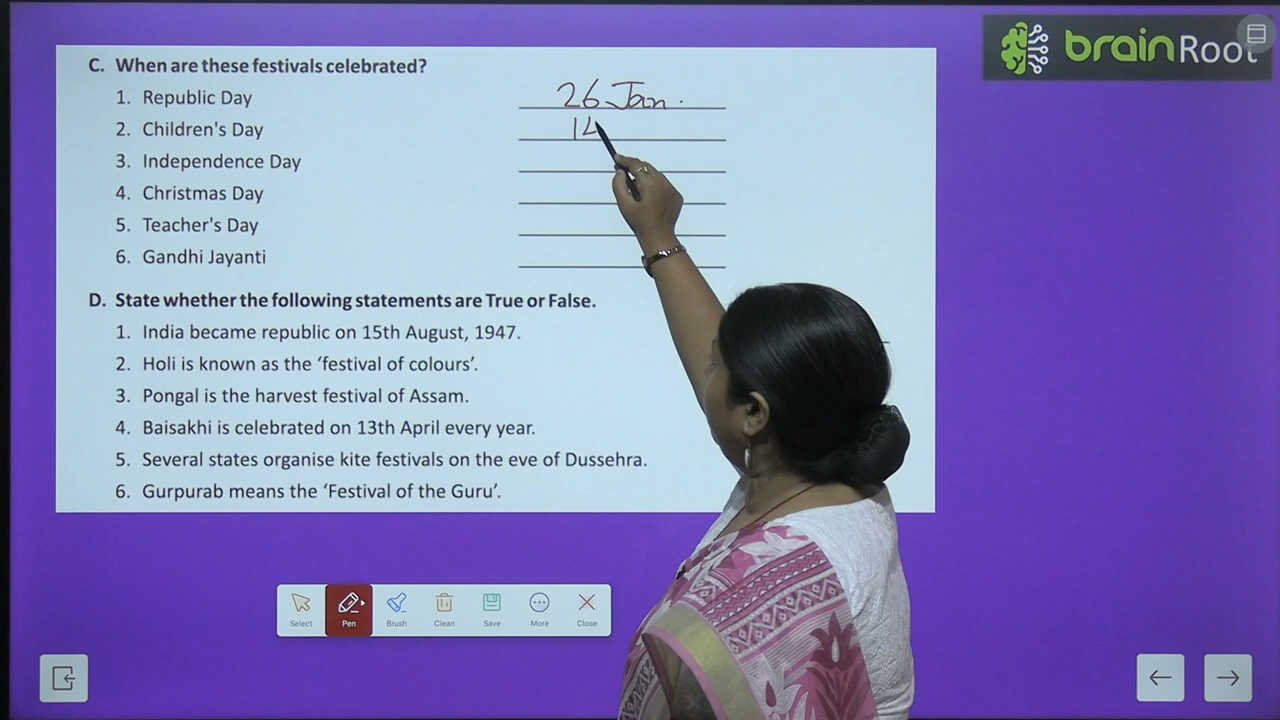 brainRoot
C. When are these festivals celebrated?
1. Republic Day 26 Jan.
2. Children's Day 14
3. Independence Day
4. Christmas Day
5. Teacher's Day
6. Gandhi Jayanti
D. State whether the following statements are True or False.
1. India became republic on 15th August, 1947.
2. Holi is known as the ‘festival of colours’.
3. Pongal is the harvest festival of Assam.
4. Baisakhi is celebrated on 13th April every year.
5. Several states organise kite festivals on the eve of Dussehra.
6. Gurpurab means the ‘Festival of the Guru’.
Select Pen Brush Clean Save More Close